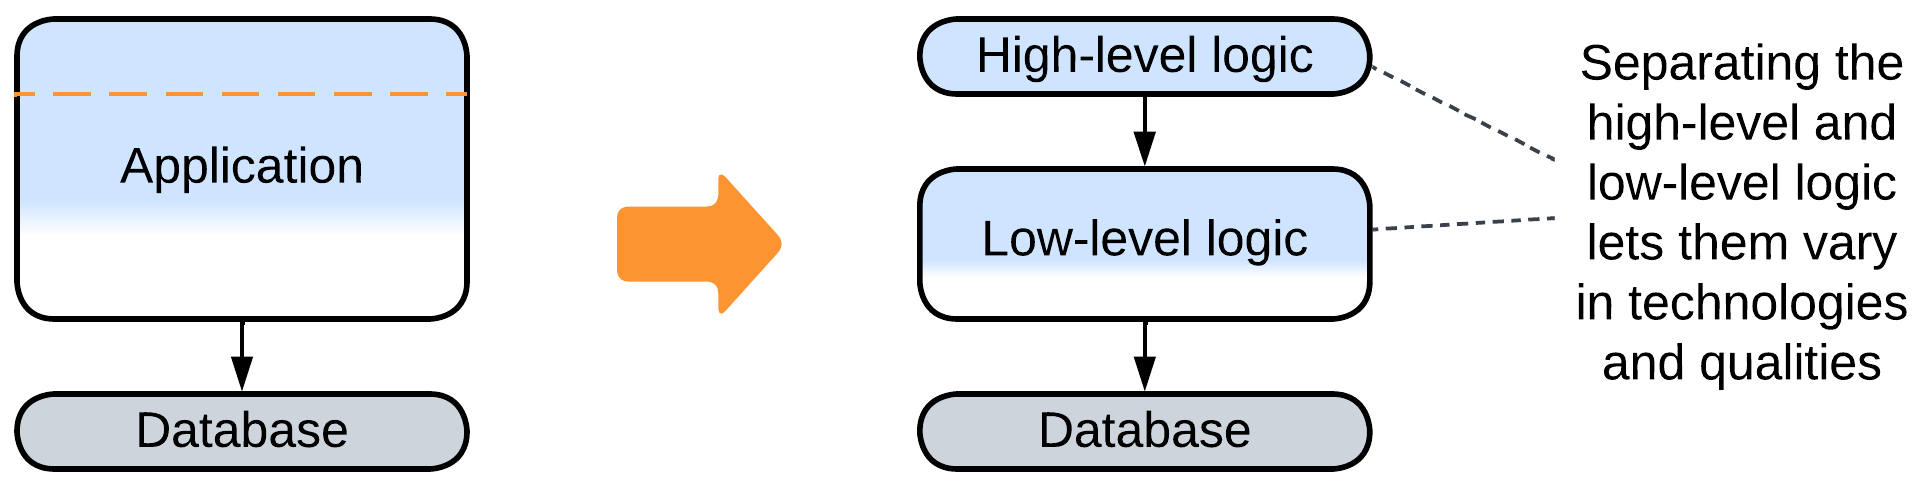 Application
Database
High-level logic
Low-level logic
Database
Separating the
high-level and
low-level logic
lets them vary
in technologies
and qualities